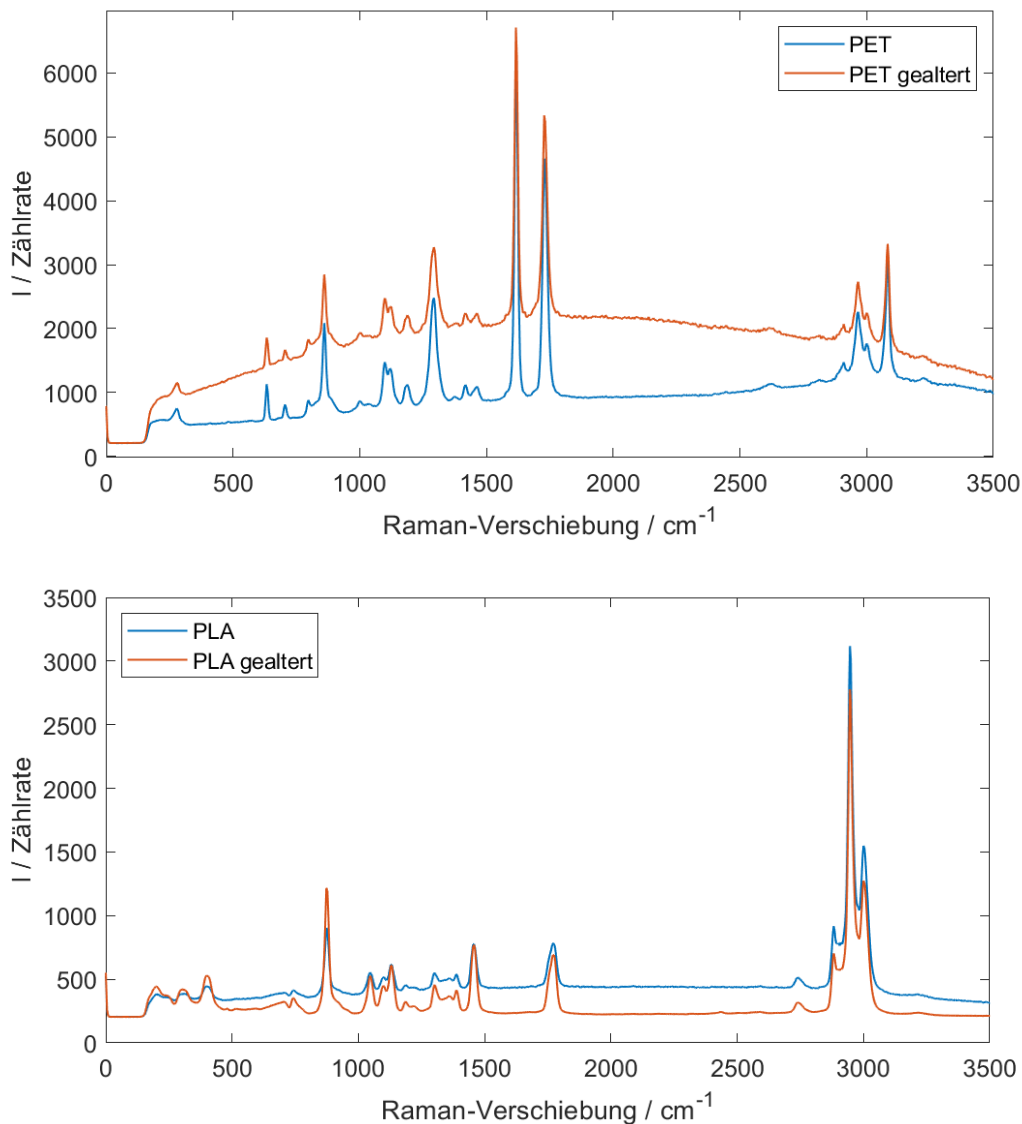 PET
PET gealtert
6000
5000
4000
3000
2000
1000
0
I / Zählrate
0 500 1000 1500 2000 2500 3000 3500
Raman-Verschiebung / cm⁻¹
PLA
PLA gealtert
3500
3000
2500
2000
1500
1000
500
0
I / Zählrate
0 500 1000 1500 2000 2500 3000 3500
Raman-Verschiebung / cm⁻¹